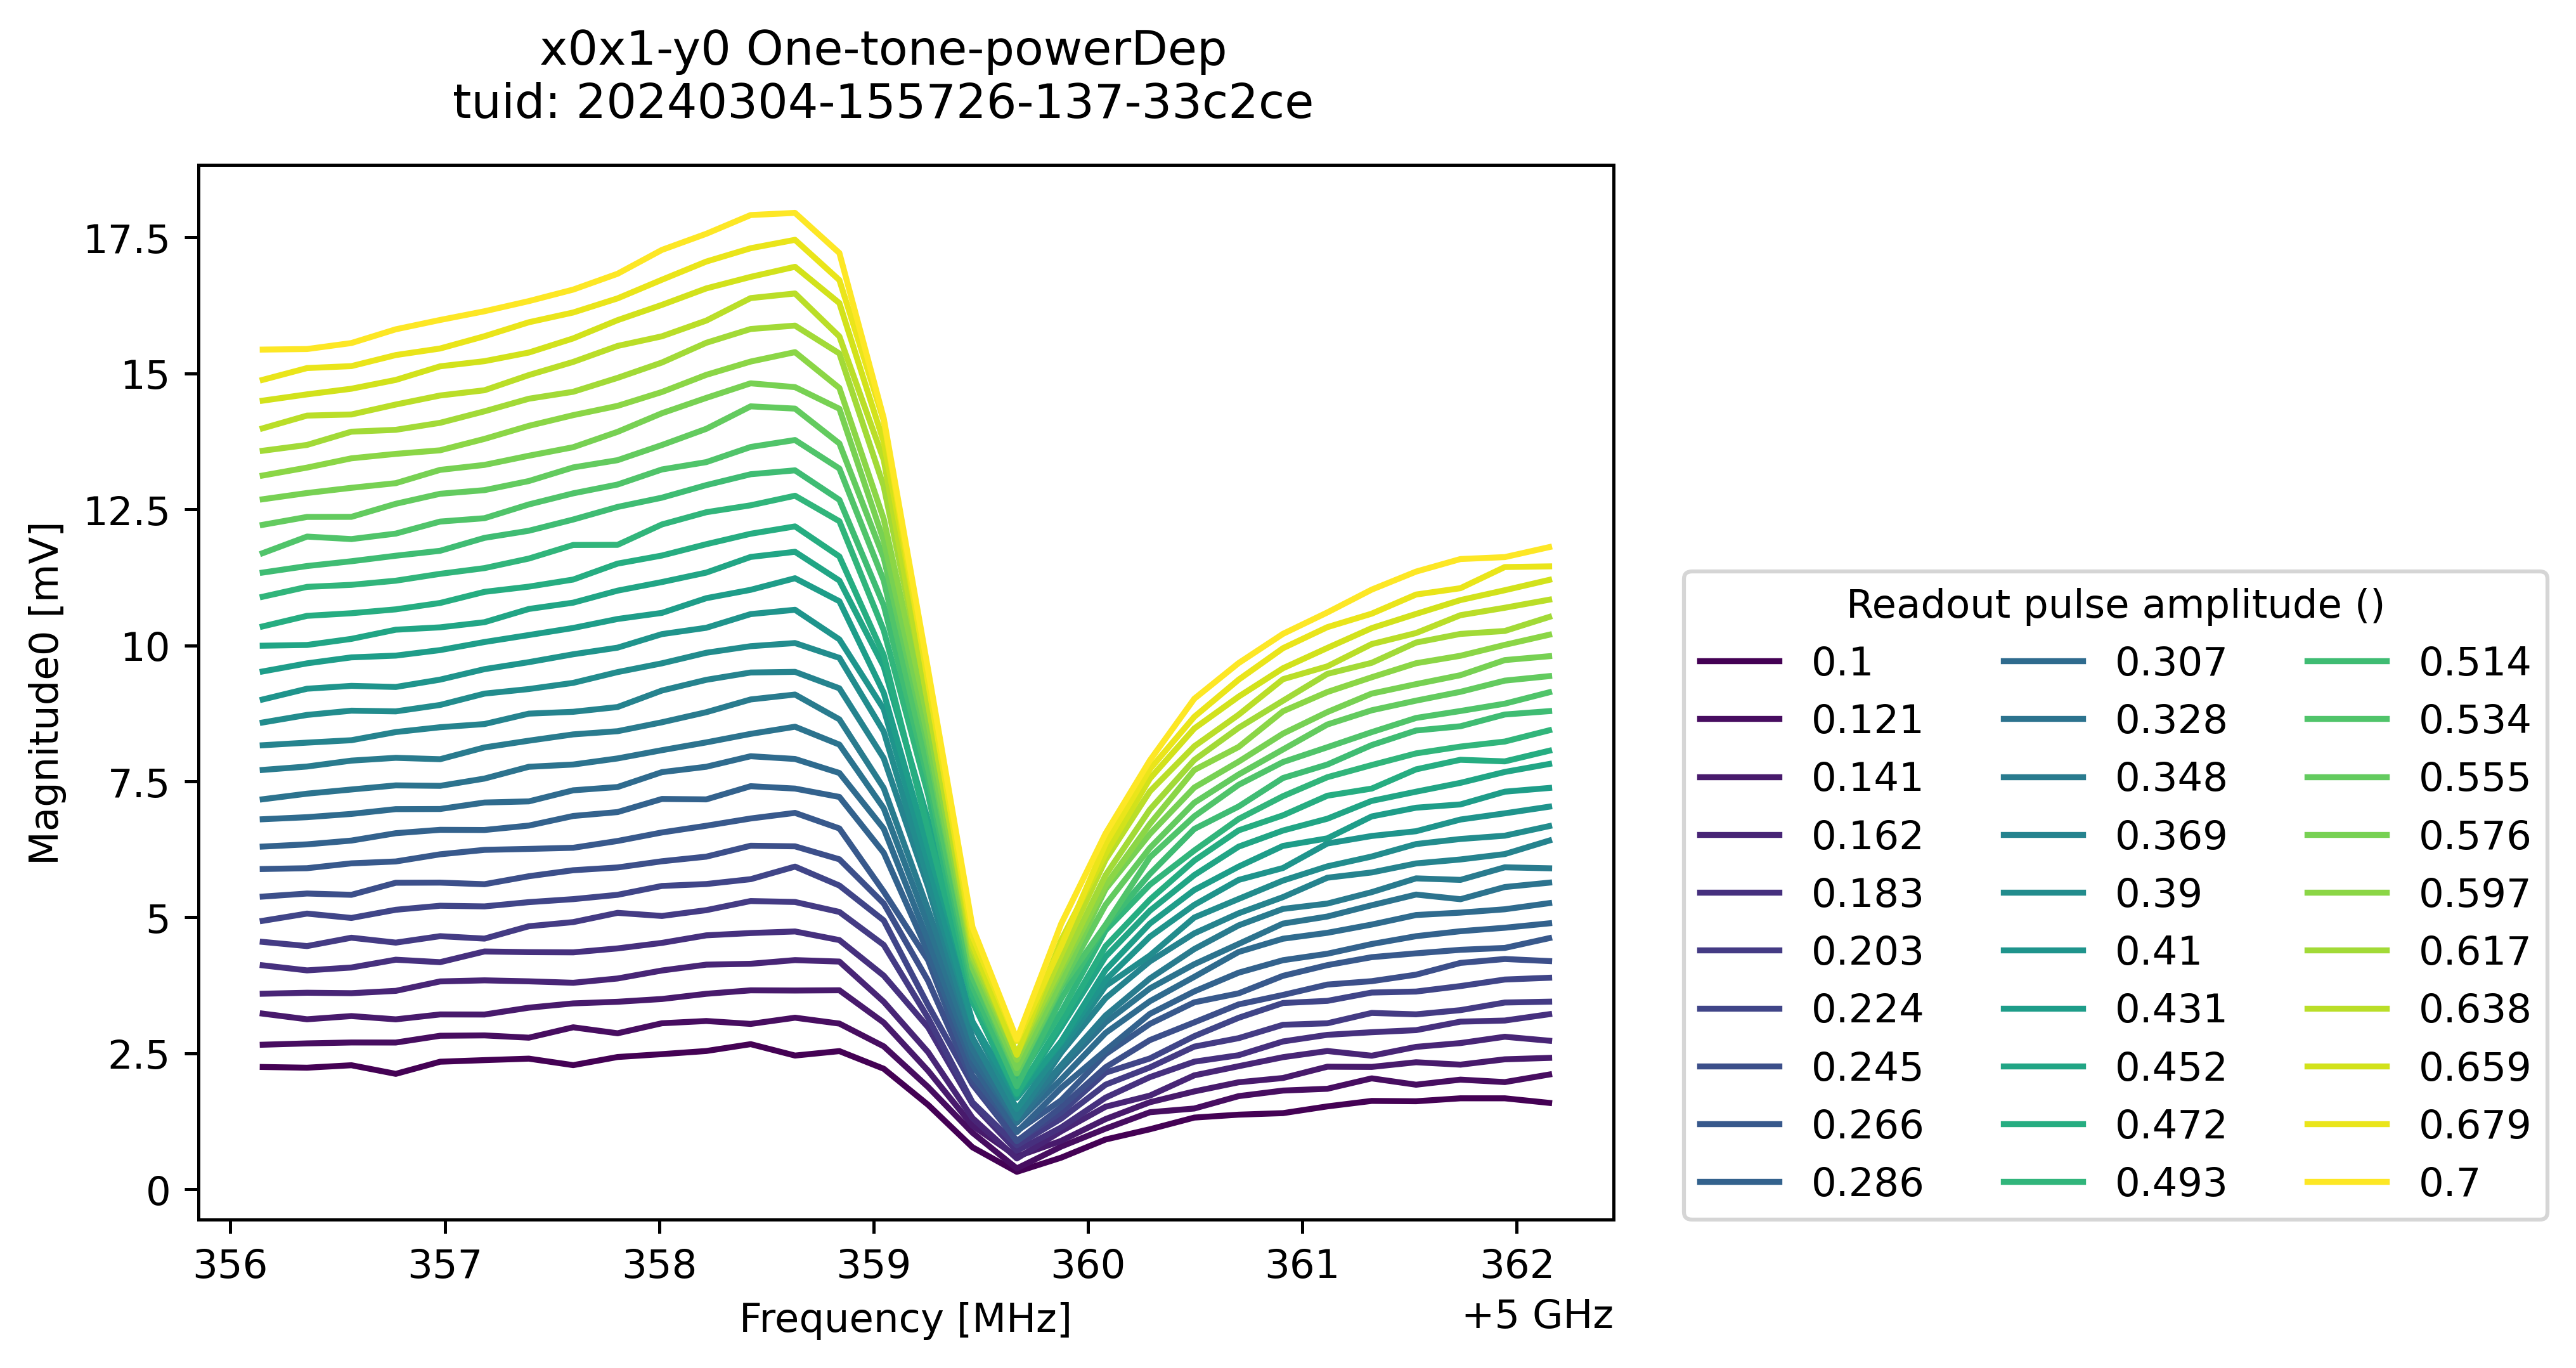 x0x1-y0 One-tone-powerDep
tuid: 20240304-155726-137-33c2ce
Magnitude0 [mV]
17.5
15
12.5
10
7.5
5
2.5
0
356 357 358 359 360 361 362
Frequency [MHz]
+5 GHz
Readout pulse amplitude ()
0.1 0.307 0.514
0.121 0.328 0.534
0.141 0.348 0.555
0.162 0.369 0.576
0.183 0.39 0.597
0.203 0.41 0.617
0.224 0.431 0.638
0.245 0.452 0.659
0.266 0.472 0.679
0.286 0.493 0.7